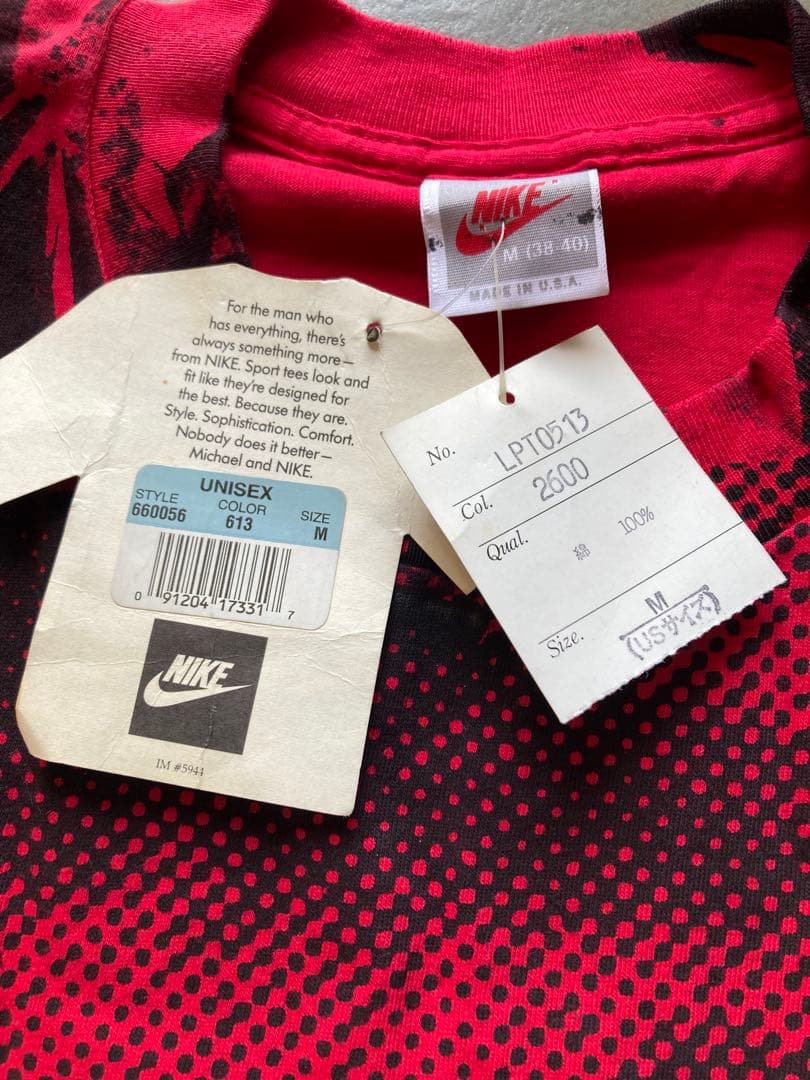 NIKE
M (38-40)
MADE IN U.S.A.
For the man who
has everything, there's
always something more—
from NIKE. Sport tees look and
fit like they're designed for
the best. Because they are.
Style. Sophistication. Comfort.
Nobody does it better—
Michael and NIKE.
UNISEX
STYLE COLOR SIZE
660056 613 M
0 91204 17331 7
NIKE
IM #5944
No. LPT0513
Col. 2600
Qual. 綿 100%
Size. M
(USサイズ)